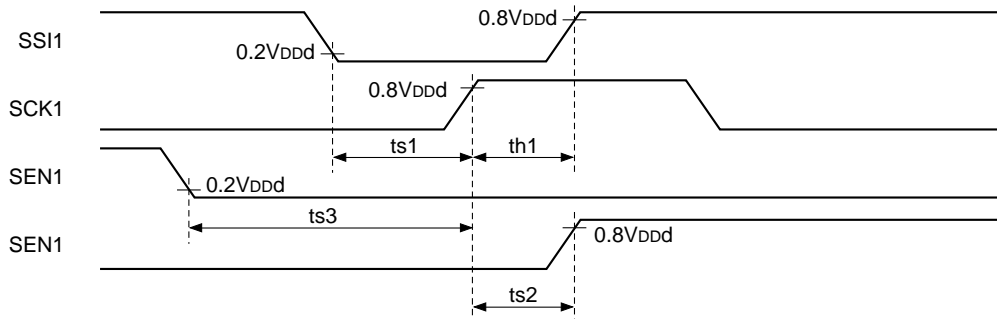 SSI1
0.8VDDd
0.2VDDd
SCK1
0.8VDDd
ts1
th1
SEN1
0.2VDDd
ts3
SEN1
0.8VDDd
ts2